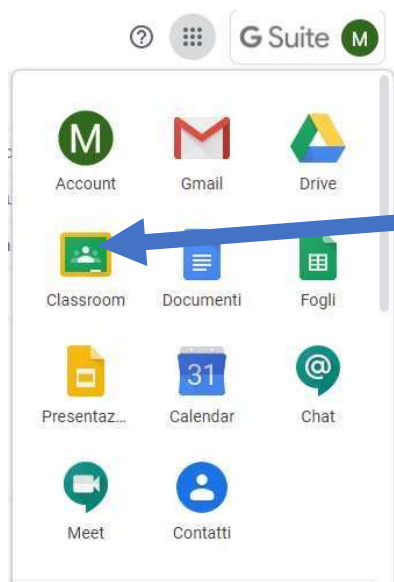 G Suite M
M
Account Gmail Drive
Classroom Documenti Fogli
31 @
Presentaz... Calendar Chat
Meet Contatti